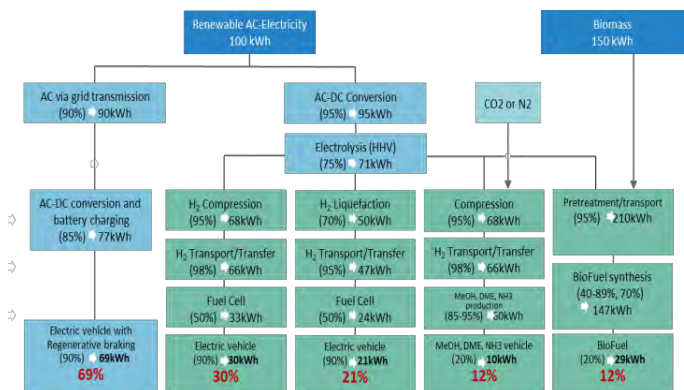 Renewable AC-Electricity
100 kWh
Biomass
150 kWh
AC via grid transmission
(90%) 90kWh
AC-DC Conversion
(95%) 95kWh
CO2 or N2
Electrolysis (HHV)
(75%) 71kWh
AC-DC conversion and
battery charging
(85%) 77kWh
H2 Compression
(95%) 68kWh
H2 Liquefaction
(70%) 50kWh
Compression
(95%) 68kWh
Pretreatment/transport
(95%) 210kWh
H2 Transport/Transfer
(98%) 66kWh
H2 Transport/Transfer
(95%) 47kWh
H2 Transport/Transfer
(98%) 66kWh
BioFuel synthesis
(40-89%, 70%)
147kWh
Fuel Cell
(50%) 33kWh
Fuel Cell
(50%) 24kWh
MeOH, DME, NH3
production
(85-95%) 60kWh
Electric vehicle with
Regenerative braking
(90%) 69kWh
69%
Electric vehicle
(90%) 30kWh
30%
Electric vehicle
(90%) 21kWh
21%
MeOH, DME, NH3 vehicle
(20%) 10kWh
12%
BioFuel
(20%) 29kWh
12%